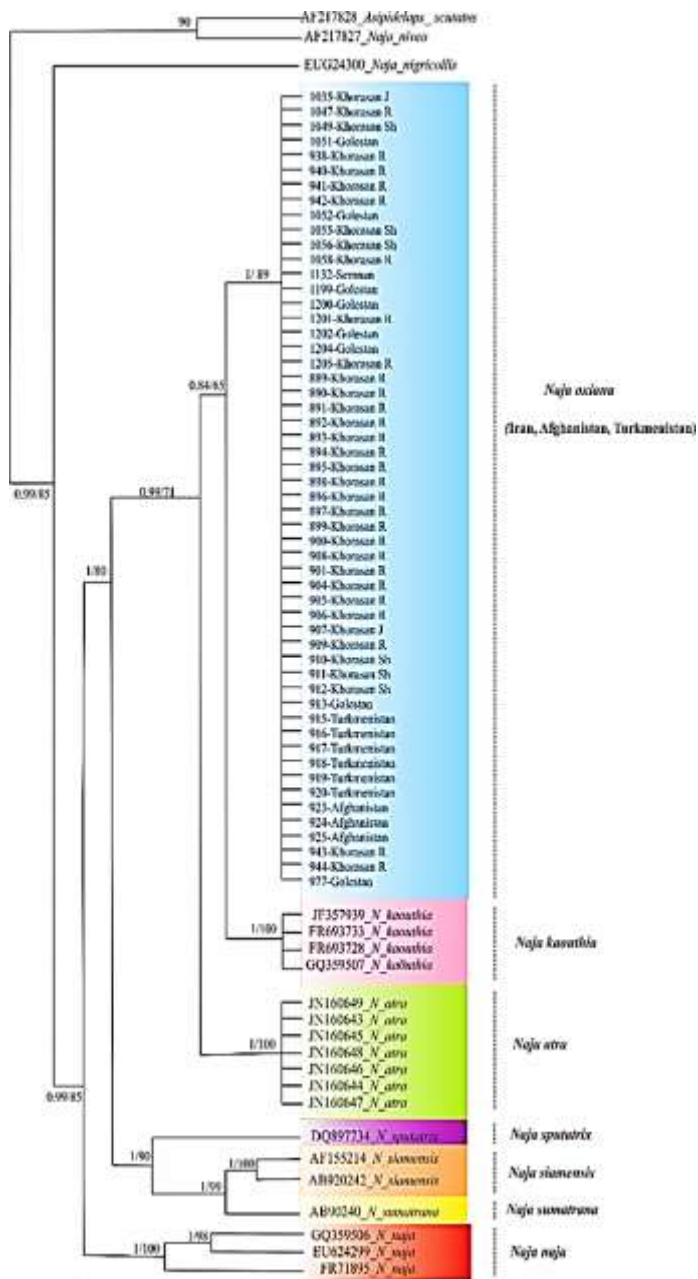 90
AF217828_Aspidelaps_ scutatus
AF217827_Naja_nivea
EUG24300_Naja_nigricollis
1035-Khorasan J
1047-Khorasan R
1049-Khorasan Sh
1051-Golestan
938-Khorasan R
940-Khorasan R
941-Khorasan R
942-Khorasan R
1052-Golestan
1055-Khorasan Sh
1056-Khorasan Sh
1058-Khorasan R
1/ 89
1132-Semnan
1199-Golestan
1200-Golestan
1201-Khorasan R
1202-Golestan
1204-Golestan
1205-Khorasan R
0.84/65
889-Khorasan R
890-Khorasan R
891-Khorasan R
892-Khorasan R
893-Khorasan R
894-Khorasan R
895-Khorasan R
898-Khorasan R
896-Khorasan R
897-Khorasan R
899-Khorasan R
900-Khorasan R
908-Khorasan R
901-Khorasan R
904-Khorasan R
905-Khorasan R
906-Khorasan R
907-Khorasan J
909-Khorasan R
910-Khorasan Sh
911-Khorasan Sh
912-Khorasan Sh
913-Golestan
915-Turkmenistan
916-Turkmenistan
917-Turkmenistan
918-Turkmenistan
919-Turkmenistan
920-Turkmenistan
923-Afghanistan
924-Afghanistan
925-Afghanistan
943-Khorasan R
944-Khorasan R
977-Golestan
Naja oxiana
(Iran, Afghanistan, Turkmenistan)
0.99/85
0.99/71
1/80
JF357939_N_kaouthia
FR693733_N_kaouthia
FR693728_N_kaouthia
GQ359507_N_kauthia
1/100
Naja kaouthia
JN160649_N_atra
JN160643_N_atra
JN160645_N_atra
JN160648_N_atra
JN160646_N_atra
JN160644_N_atra
JN160647_N_atra
1/100
Naja atra
0.99/85
DQ897734_N_sputatrix
Naja sputatrix
1/90
AF155214_N_siamensis
AB920242_N_siamensis
1/100
Naja siamensis
1/99
AB90240_N_sumatrana
Naja sumatrana
GQ359506_N_naja
EU624299_N_naja
FR71895_N_naja
1/98
1/100
Naja naja